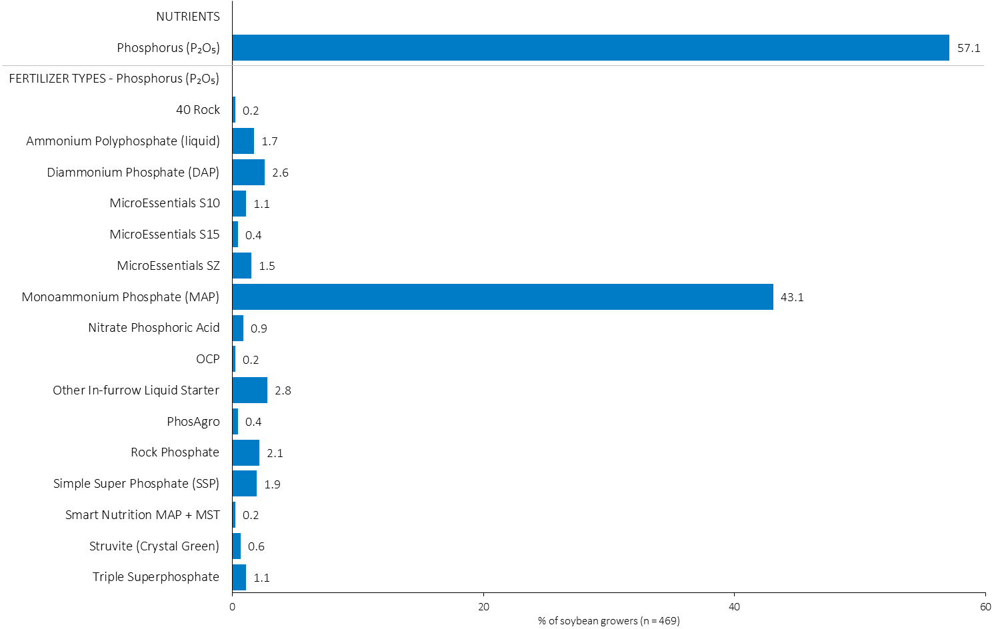 NUTRIENTS
Phosphorus (P₂O₅) 57.1
FERTILIZER TYPES - Phosphorus (P₂O₅)
40 Rock 0.2
Ammonium Polyphosphate (liquid) 1.7
Diammonium Phosphate (DAP) 2.6
MicroEssentials S10 1.1
MicroEssentials S15 0.4
MicroEssentials SZ 1.5
Monoammonium Phosphate (MAP) 43.1
Nitrate Phosphoric Acid 0.9
OCP 0.2
Other In-furrow Liquid Starter 2.8
PhosAgro 0.4
Rock Phosphate 2.1
Simple Super Phosphate (SSP) 1.9
Smart Nutrition MAP + MST 0.2
Struvite (Crystal Green) 0.6
Triple Superphosphate 1.1
0 20 40 60
% of soybean growers (n = 469)